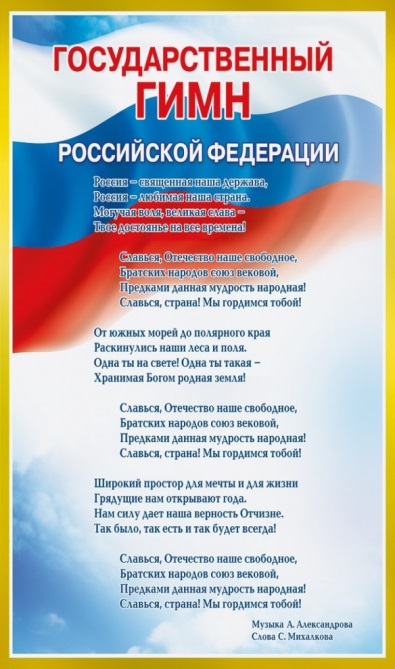 ГОСУДАРСТВЕННЫЙ
ГИМН
РОССИЙСКОЙ ФЕДЕРАЦИИ
Россия – священная наша держава,
Россия – любимая наша страна.
Могучая воля, великая слава –
Твое достоянье на все времена!
Славься, Отечество наше свободное,
Братских народов союз вековой,
Предками данная мудрость народная!
Славься, страна! Мы гордимся тобой!
От южных морей до полярного края
Раскинулись наши леса и поля.
Одна ты на свете! Одна ты такая –
Хранимая Богом родная земля!
Славься, Отечество наше свободное,
Братских народов союз вековой,
Предками данная мудрость народная!
Славься, страна! Мы гордимся тобой!
Широкий простор для мечты и для жизни
Грядущие нам открывают года.
Нам силу дает наша верность Отчизне.
Так было, так есть и так будет всегда!
Славься, Отечество наше свободное,
Братских народов союз вековой,
Предками данная мудрость народная!
Славься, страна! Мы гордимся тобой!
Музыка А. Александрова
Слова С. Михалкова